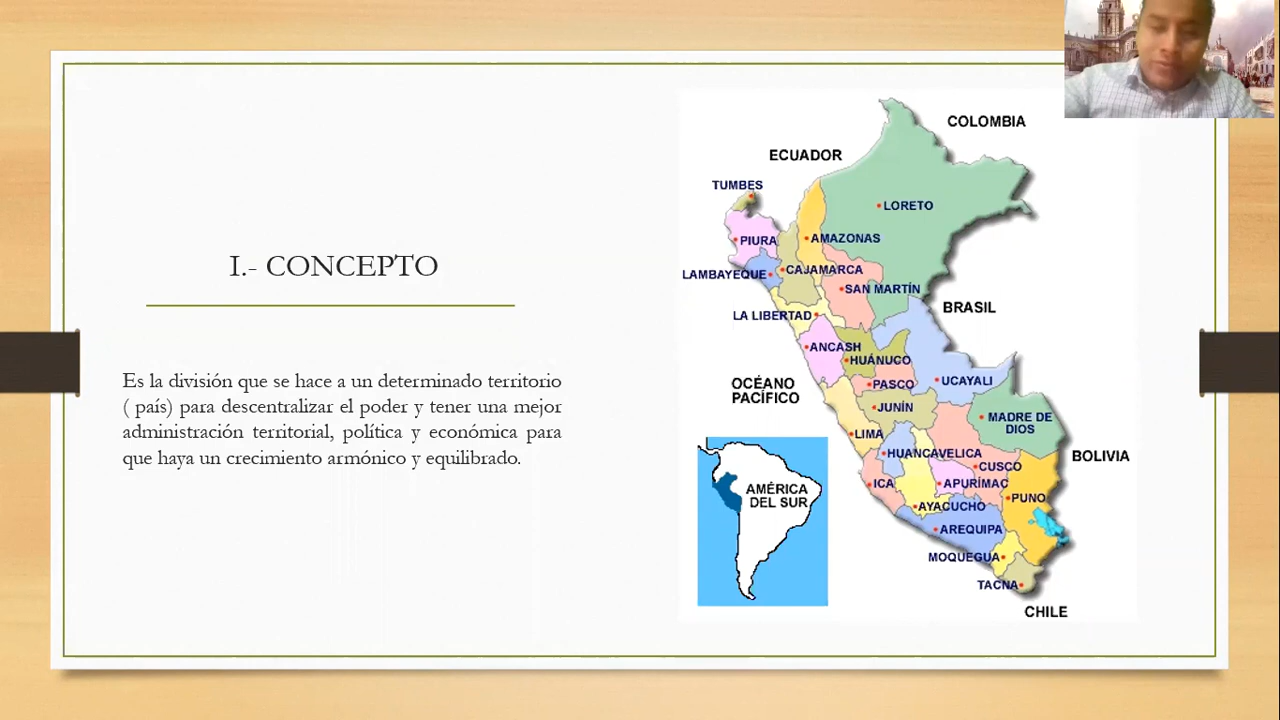 I.- CONCEPTO
Es la división que se hace a un determinado territorio
( país) para descentralizar el poder y tener una mejor
administración territorial, política y económica para
que haya un crecimiento armónico y equilibrado.
COLOMBIA
ECUADOR
TUMBES
LORETO
PIURA
AMAZONAS
LAMBAYEQUE
CAJAMARCA
SAN MARTÍN
BRASIL
LA LIBERTAD
ANCASH
HUÁNUCO
OCÉANO
PACÍFICO
PASCO
UCAYALI
JUNÍN
MADRE DE
DIOS
LIMA
HUANCAVELICA
BOLIVIA
CUSCO
ICA
APURÍMAC
AMÉRICA
DEL SUR
PUNO
AYACUCHO
AREQUIPA
MOQUEGUA
TACNA
CHILE